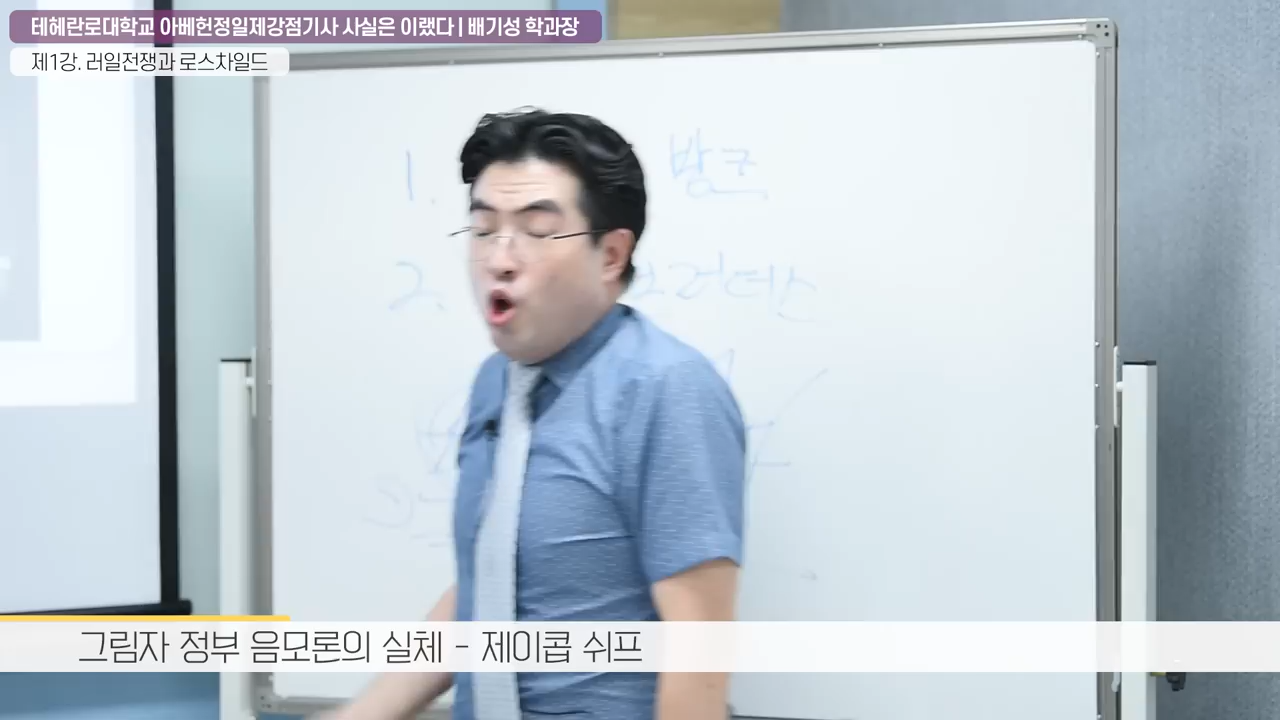 테헤란로대학교 아베헌정일제강점기사 사실은 이랬다 | 배기성 학과장
제1강. 러일전쟁과 로스차일드
1.
2.
그림자 정부 음모론의 실체 - 제이콥 쉬프